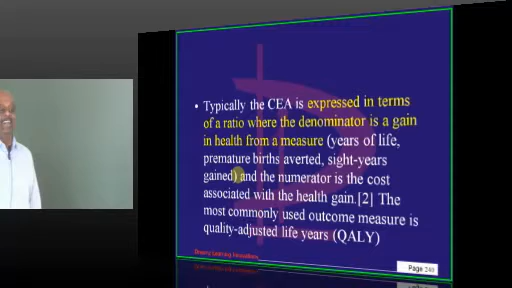 • Typically the CEA is expressed in terms
of a ratio where the denominator is a gain
in health from a measure (years of life,
premature births averted, sight-years
gained) and the numerator is the cost
associated with the health gain.[2] The
most commonly used outcome measure is
quality-adjusted life years (QALY)
Page 240